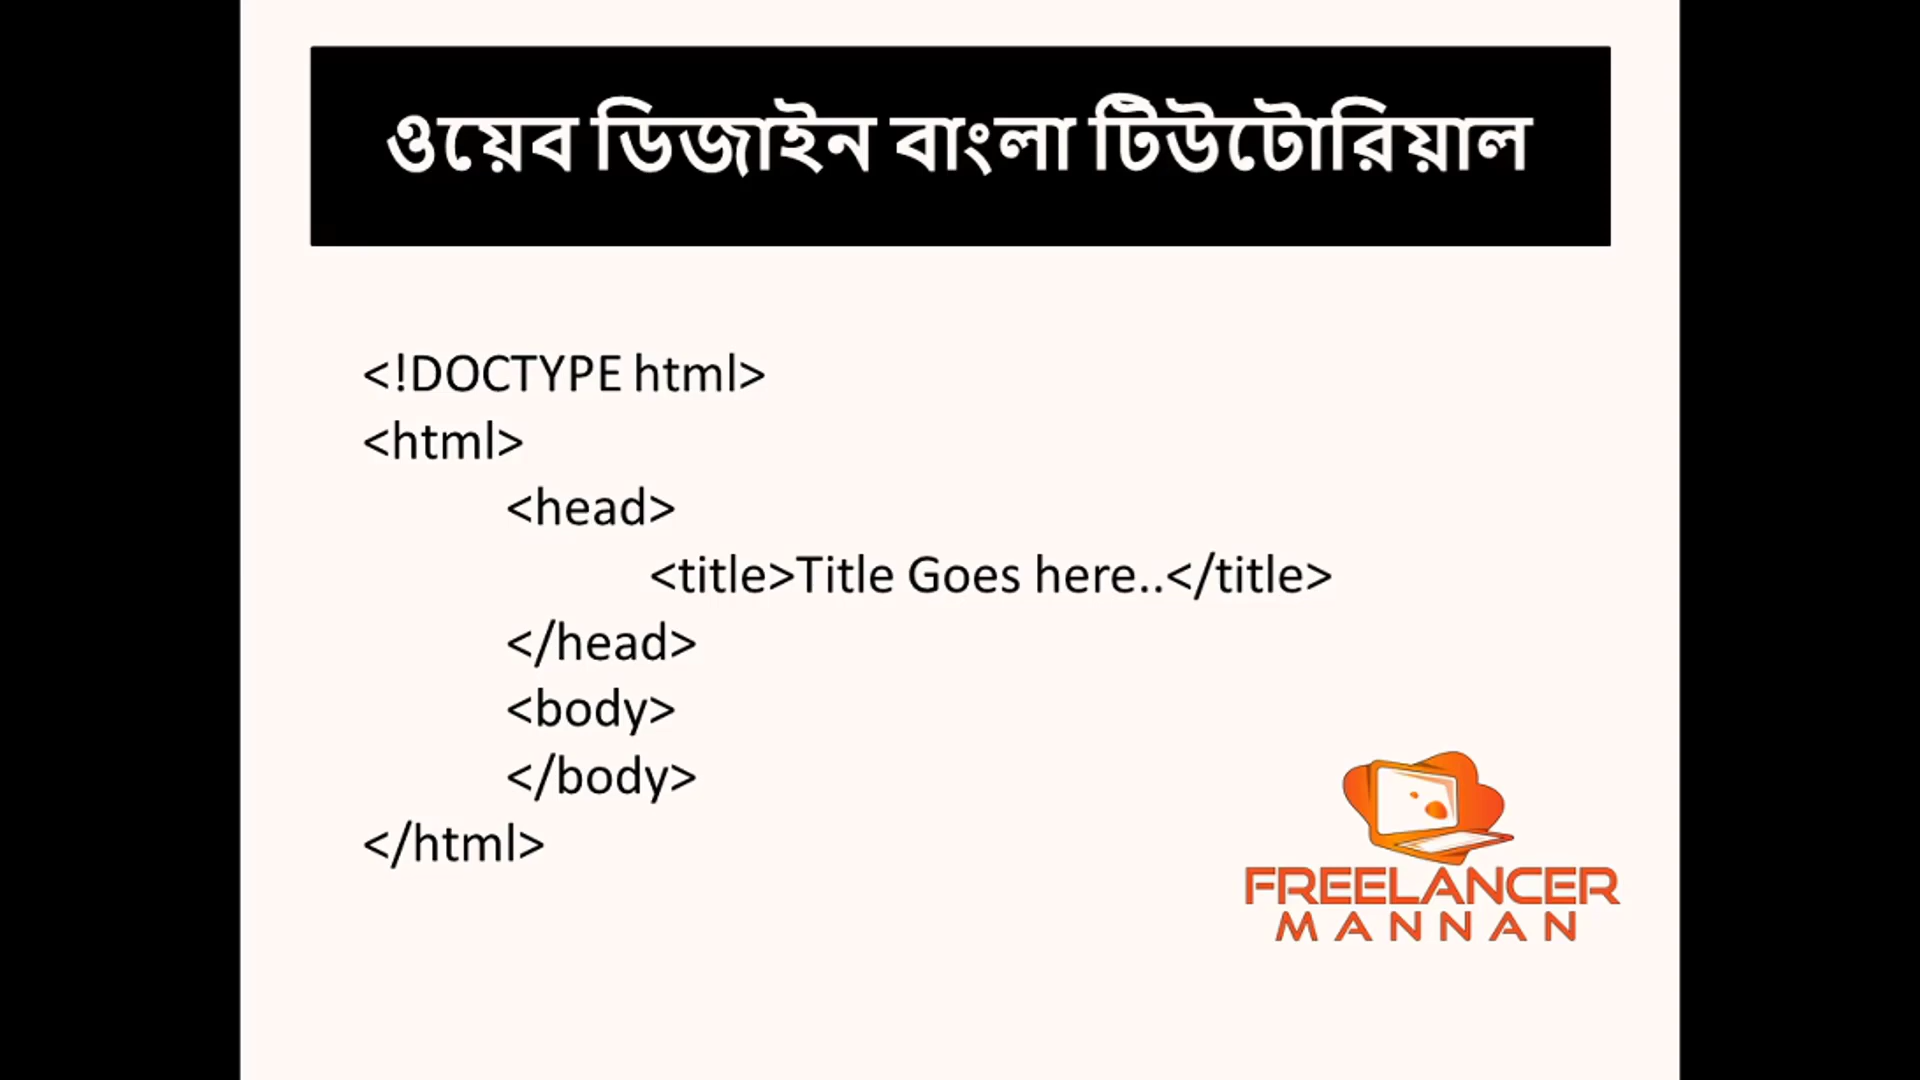 ওয়েব ডিজাইন বাংলা টিউটোরিয়াল
<!DOCTYPE html>
<html>
<head>
<title>Title Goes here..</title>
</head>
<body>
</body>
</html>
FREELANCER
MANNAN